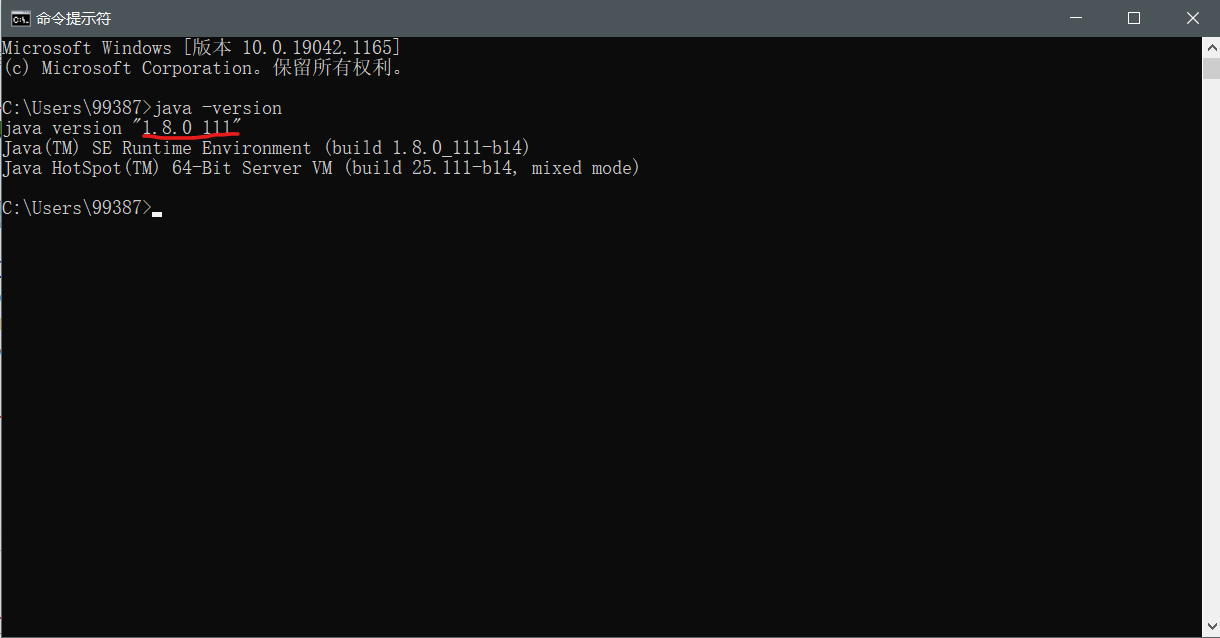 命令提示符
Microsoft Windows [版本 10.0.19042.1165]
(c) Microsoft Corporation。保留所有权利。
C:\Users\99387>java -version
java version "1.8.0_111"
Java(TM) SE Runtime Environment (build 1.8.0_111-b14)
Java HotSpot(TM) 64-Bit Server VM (build 25.111-b14, mixed mode)
C:\Users\99387>